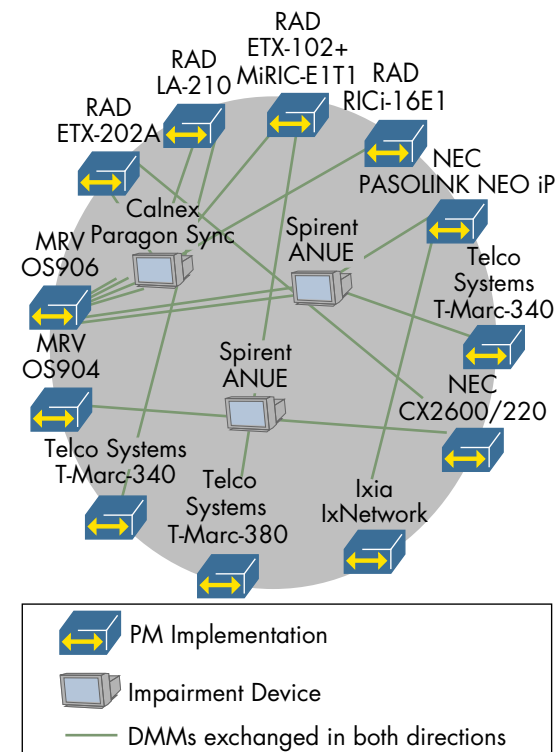 RAD
ETX-102+
MiRIC-E1T1
RAD
LA-210
RAD
RICi-16E1
RAD
ETX-202A
NEC
PASOLINK NEO iP
Calnex
Paragon Sync
Spirent
ANUE
MRV
OS906
Telco
Systems
T-Marc-340
MRV
OS904
Spirent
ANUE
NEC
CX2600/220
Telco Systems
T-Marc-340
Telco
Systems
T-Marc-380
Ixia
IxNetwork
PM Implementation
Impairment Device
DMMs exchanged in both directions